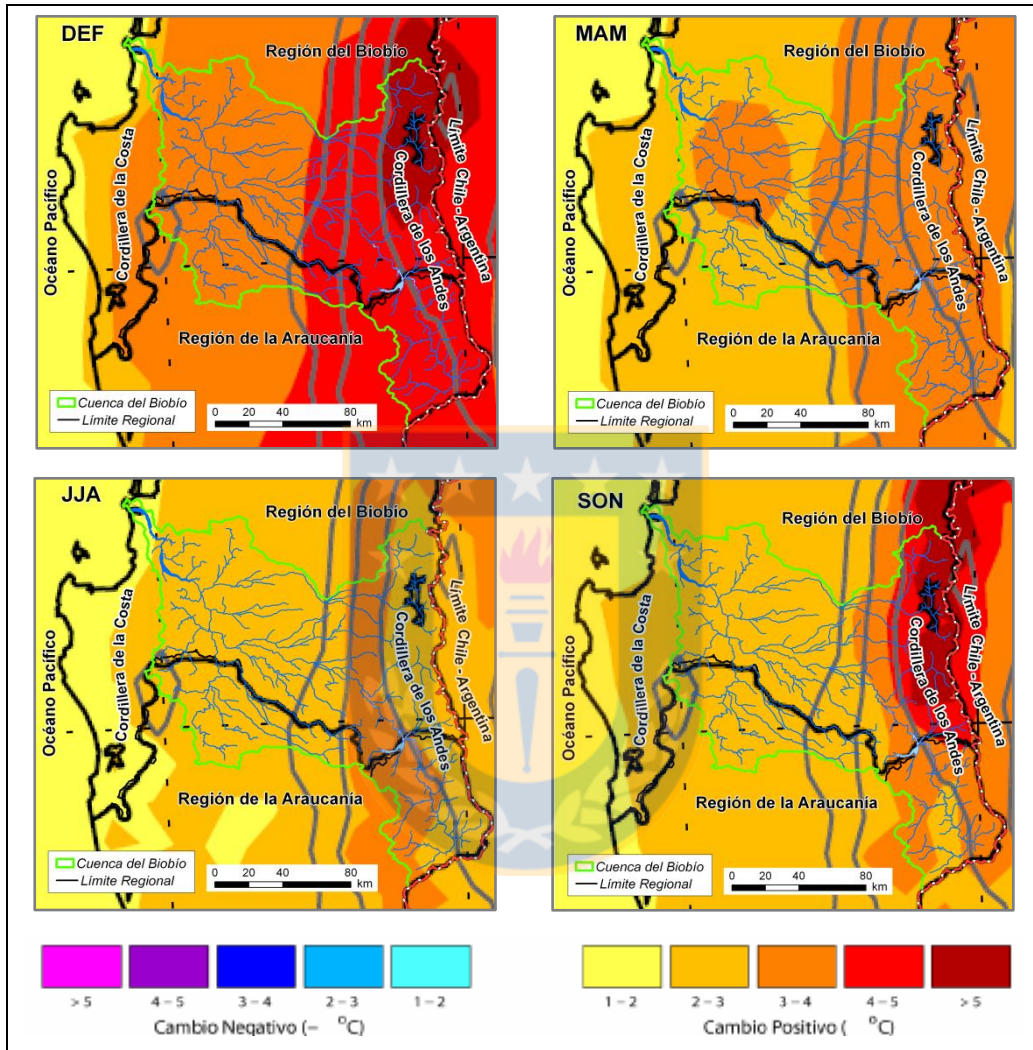 DEF
Región del Biobío
Océano Pacífico
Cordillera de la Costa
Cordillera de los Andes
Límite Chile - Argentina
Región de la Araucanía
Cuenca del Biobío
Límite Regional
0 20 40 80
km
MAM
Región del Biobío
Océano Pacífico
Cordillera de la Costa
Cordillera de los Andes
Límite Chile - Argentina
Región de la Araucanía
Cuenca del Biobío
Límite Regional
0 20 40 80
km
JJA
Región del Biobío
Océano Pacífico
Cordillera de la Costa
Cordillera de los Andes
Límite Chile - Argentina
Región de la Araucanía
Cuenca del Biobío
Límite Regional
0 20 40 80
km
SON
Región del Biobío
Océano Pacífico
Cordillera de la Costa
Cordillera de los Andes
Límite Chile - Argentina
Región de la Araucanía
Cuenca del Biobío
Límite Regional
0 20 40 80
km
> 5 4 – 5 3 – 4 2 – 3 1 – 2
Cambio Negativo (– °C)
1 – 2 2 – 3 3 – 4 4 – 5 > 5
Cambio Positivo ( °C)